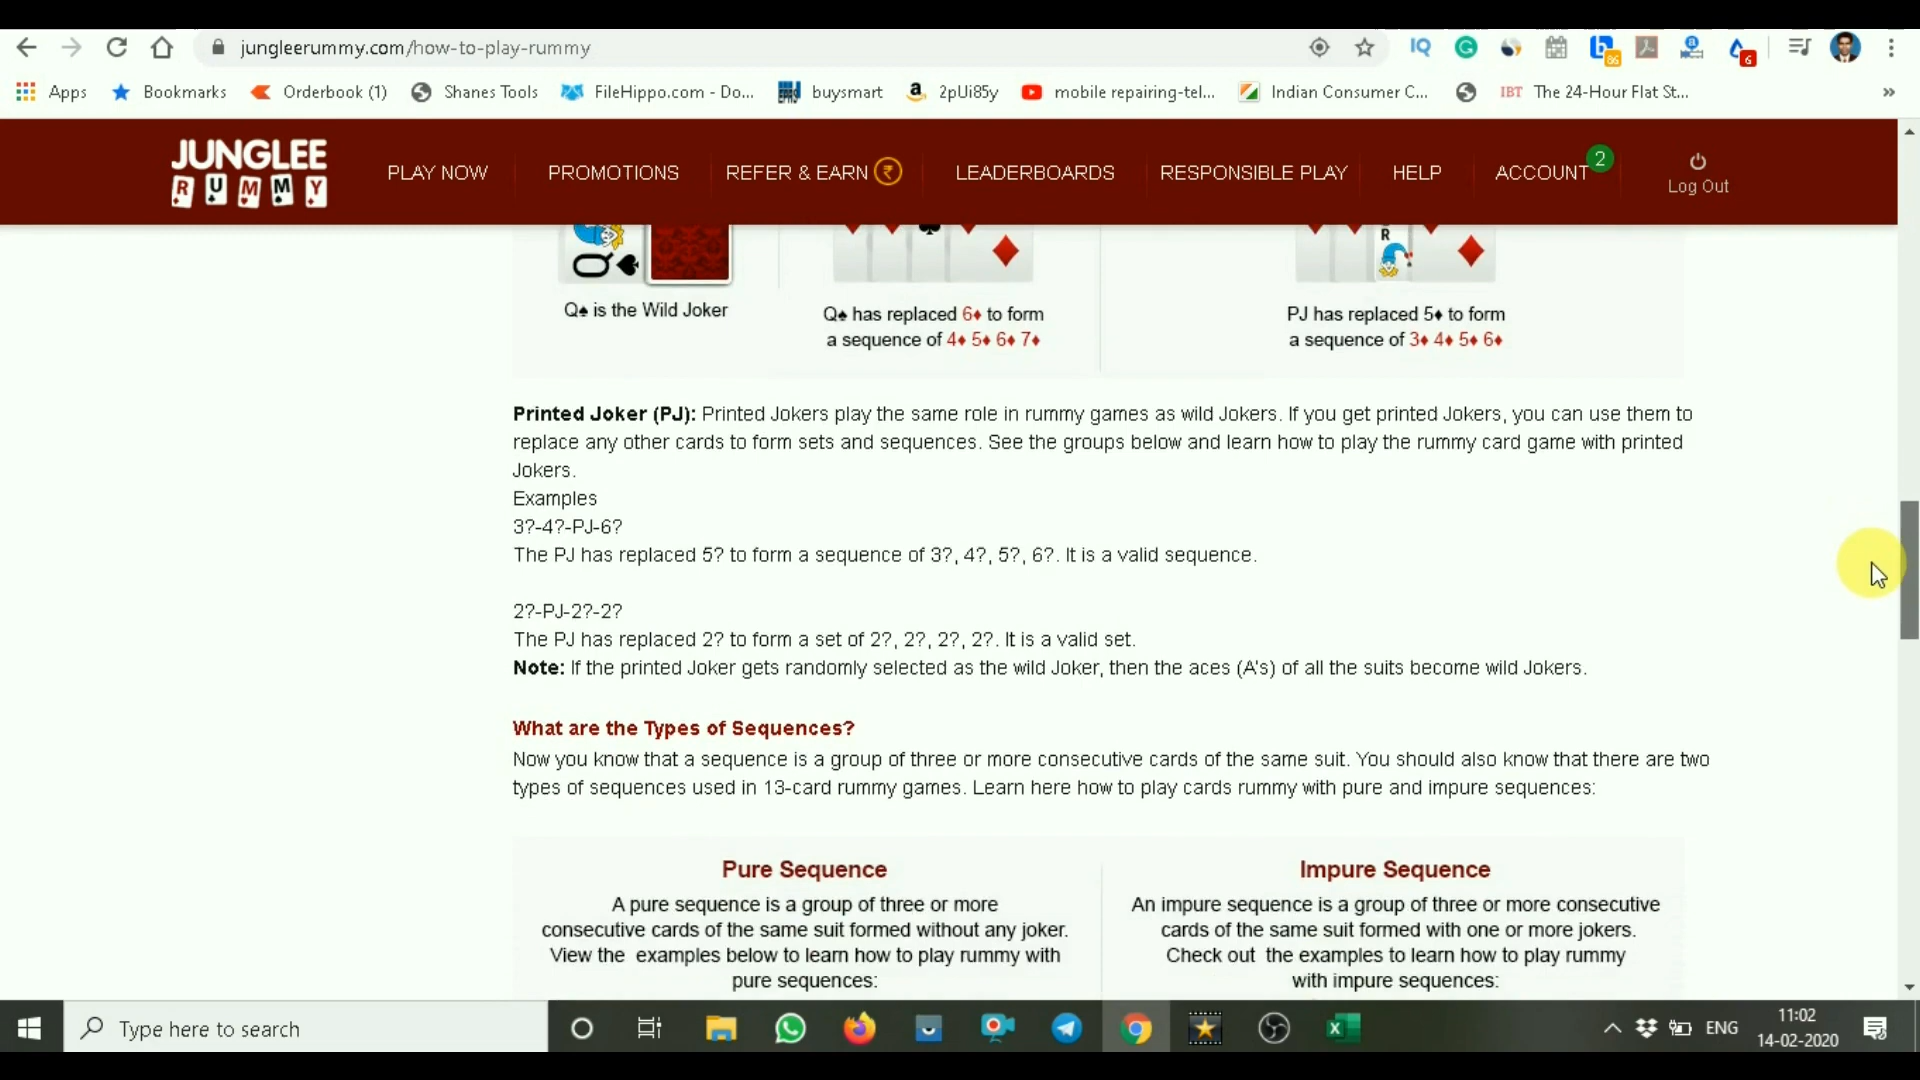 jungleerummy.com/how-to-play-rummy
Apps Bookmarks Orderbook (1) Shanes Tools FileHippo.com - Do... buysmart 2pUi85y mobile repairing-tel... Indian Consumer C... IBT The 24-Hour Flat St... »
JUNGLEE
RUMMY
PLAY NOW PROMOTIONS REFER & EARN ₹ LEADERBOARDS RESPONSIBLE PLAY HELP ACCOUNT 2 Log Out
Q♠ is the Wild Joker
Q♠ has replaced 6♦ to form
a sequence of 4♦ 5♦ 6♦ 7♦
PJ has replaced 5♦ to form
a sequence of 3♦ 4♦ 5♦ 6♦
Printed Joker (PJ): Printed Jokers play the same role in rummy games as wild Jokers. If you get printed Jokers, you can use them to
replace any other cards to form sets and sequences. See the groups below and learn how to play the rummy card game with printed
Jokers.
Examples
3?-4?-PJ-6?
The PJ has replaced 5? to form a sequence of 3?, 4?, 5?, 6?. It is a valid sequence.
2?-PJ-2?-2?
The PJ has replaced 2? to form a set of 2?, 2?, 2?, 2?. It is a valid set.
Note: If the printed Joker gets randomly selected as the wild Joker, then the aces (A's) of all the suits become wild Jokers.
What are the Types of Sequences?
Now you know that a sequence is a group of three or more consecutive cards of the same suit. You should also know that there are two
types of sequences used in 13-card rummy games. Learn here how to play cards rummy with pure and impure sequences:
Pure Sequence
A pure sequence is a group of three or more
consecutive cards of the same suit formed without any joker.
View the examples below to learn how to play rummy with
pure sequences:
Impure Sequence
An impure sequence is a group of three or more consecutive
cards of the same suit formed with one or more jokers.
Check out the examples to learn how to play rummy
with impure sequences:
Type here to search
ENG
11:02
14-02-2020